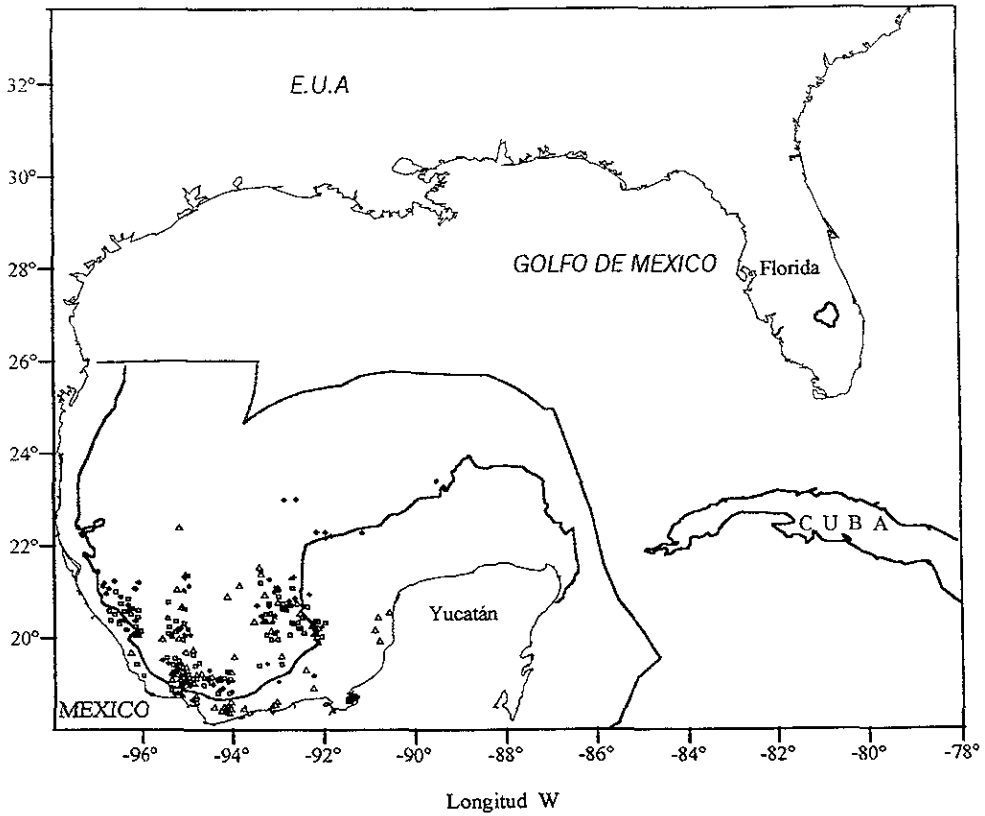 E.U.A
32°
30°
GOLFO DE MEXICO
Florida
28°
26°
24°
CUBA
22°
Yucatán
20°
MEXICO
-96° -94° -92° -90° -88° -86° -84° -82° -80° -78°
Longitud W